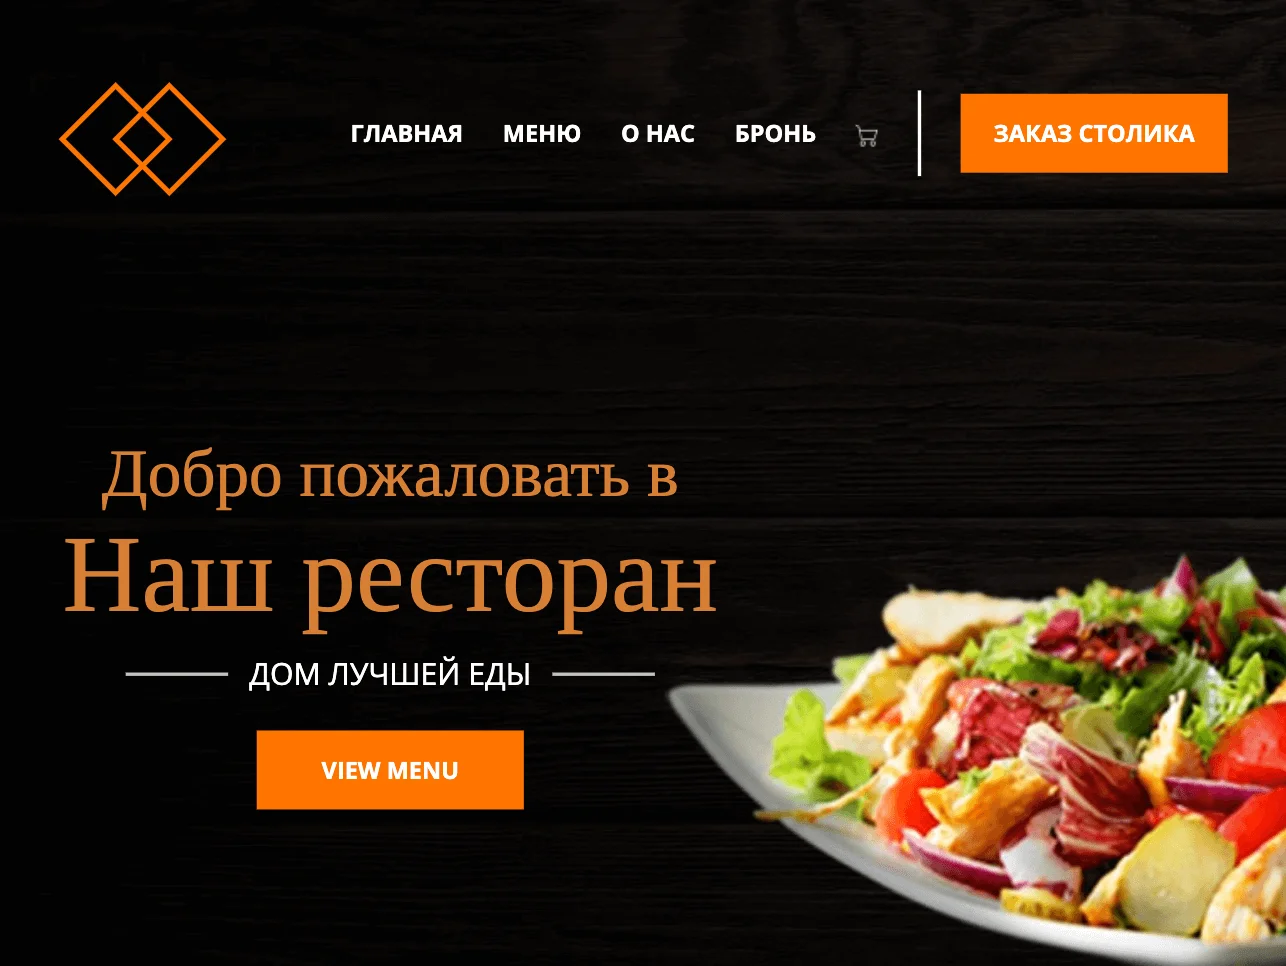 ГЛАВНАЯ МЕНЮ О НАС БРОНЬ ЗАКАЗ СТОЛИКА
Добро пожаловать в
Наш ресторан
ДОМ ЛУЧШЕЙ ЕДЫ
VIEW MENU